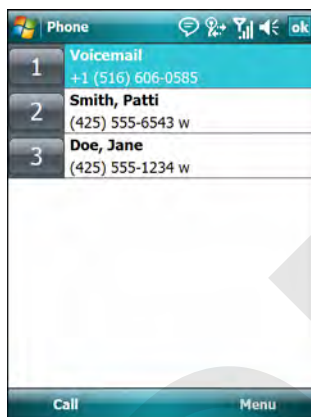 Phone ok
1 Voicemail
+1 (516) 606-0585
2 Smith, Patti
(425) 555-6543 w
3 Doe, Jane
(425) 555-1234 w
Call Menu